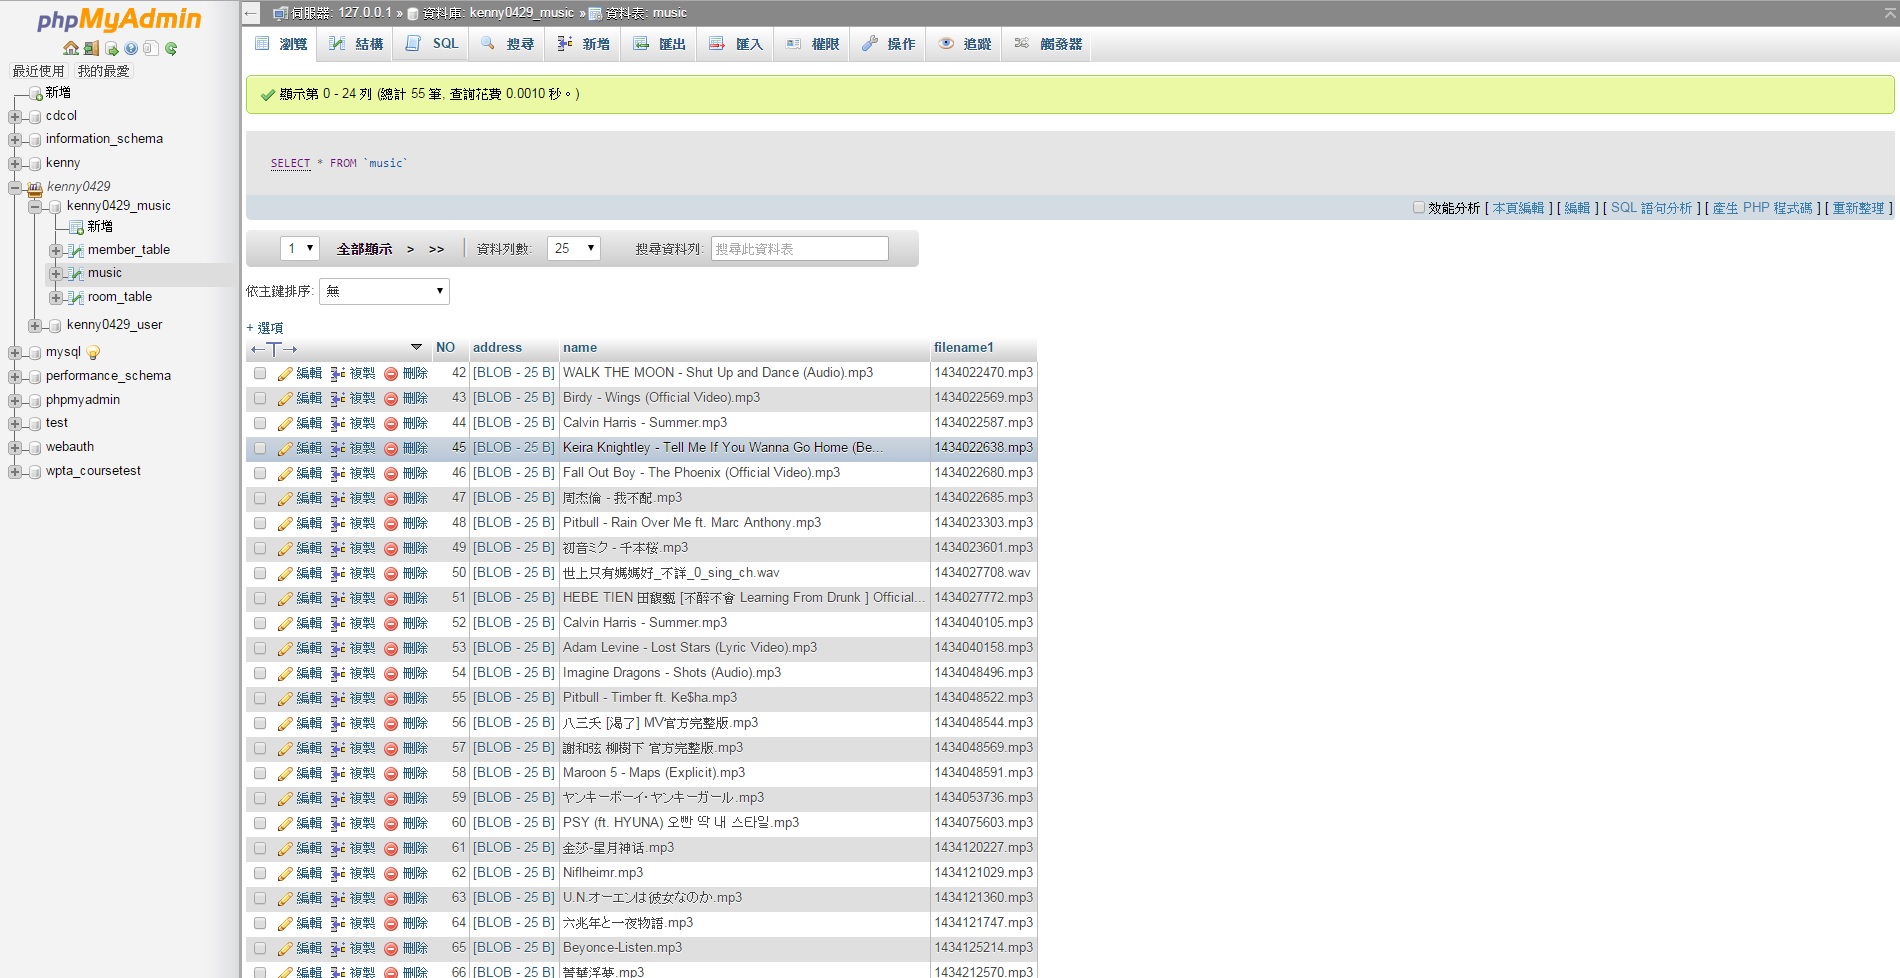 phpMyAdmin
最近使用 我的最愛
新增
cdcol
information_schema
kenny
kenny0429
kenny0429_music
新增
member_table
music
room_table
kenny0429_user
mysql
performance_schema
phpmyadmin
test
webauth
wpta_coursetest
伺服器: 127.0.0.1 » 資料庫: kenny0429_music » 資料表: music
瀏覽 結構 SQL 搜尋 新增 匯出 匯入 權限 操作 追蹤 觸發器
顯示第 0 - 24 列 (總計 55 筆, 查詢花費 0.0010 秒。)
SELECT * FROM `music`
效能分析 [ 本頁編輯 ] [ 編輯 ] [ SQL 語句分析 ] [ 產生 PHP 程式碼 ] [ 重新整理 ]
1 全部顯示 > >> 資料列數: 25 搜尋資料列: 搜尋此資料表
依主鍵排序: 無
+ 選項
←T→ NO address name filename1
編輯 複製 刪除 42 [BLOB - 25 B] WALK THE MOON - Shut Up and Dance (Audio).mp3 1434022470.mp3
編輯 複製 刪除 43 [BLOB - 25 B] Birdy - Wings (Official Video).mp3 1434022569.mp3
編輯 複製 刪除 44 [BLOB - 25 B] Calvin Harris - Summer.mp3 1434022587.mp3
編輯 複製 刪除 45 [BLOB - 25 B] Keira Knightley - Tell Me If You Wanna Go Home (Be... 1434022638.mp3
編輯 複製 刪除 46 [BLOB - 25 B] Fall Out Boy - The Phoenix (Official Video).mp3 1434022680.mp3
編輯 複製 刪除 47 [BLOB - 25 B] 周杰倫 - 我不配.mp3 1434022685.mp3
編輯 複製 刪除 48 [BLOB - 25 B] Pitbull - Rain Over Me ft. Marc Anthony.mp3 1434023303.mp3
編輯 複製 刪除 49 [BLOB - 25 B] 初音ミク - 千本桜.mp3 1434023601.mp3
編輯 複製 刪除 50 [BLOB - 25 B] 世上只有媽媽好_不詳_0_sing_ch.wav 1434027708.wav
編輯 複製 刪除 51 [BLOB - 25 B] HEBE TIEN 田馥甄 [不醉不會 Learning From Drunk ] Official... 1434027772.mp3
編輯 複製 刪除 52 [BLOB - 25 B] Calvin Harris - Summer.mp3 1434040105.mp3
編輯 複製 刪除 53 [BLOB - 25 B] Adam Levine - Lost Stars (Lyric Video).mp3 1434040158.mp3
編輯 複製 刪除 54 [BLOB - 25 B] Imagine Dragons - Shots (Audio).mp3 1434048496.mp3
編輯 複製 刪除 55 [BLOB - 25 B] Pitbull - Timber ft. Ke$ha.mp3 1434048522.mp3
編輯 複製 刪除 56 [BLOB - 25 B] 八三夭 [渴了] MV官方完整版.mp3 1434048544.mp3
編輯 複製 刪除 57 [BLOB - 25 B] 謝和弦 柳樹下 官方完整版.mp3 1434048569.mp3
編輯 複製 刪除 58 [BLOB - 25 B] Maroon 5 - Maps (Explicit).mp3 1434048591.mp3
編輯 複製 刪除 59 [BLOB - 25 B] ヤンキーボーイ・ヤンキーガール.mp3 1434053736.mp3
編輯 複製 刪除 60 [BLOB - 25 B] PSY (ft. HYUNA) 오빤 딱 내 스타일.mp3 1434075603.mp3
編輯 複製 刪除 61 [BLOB - 25 B] 金莎-星月神话.mp3 1434120227.mp3
編輯 複製 刪除 62 [BLOB - 25 B] Niflheimr.mp3 1434121029.mp3
編輯 複製 刪除 63 [BLOB - 25 B] U.N.オーエンは彼女なのか.mp3 1434121360.mp3
編輯 複製 刪除 64 [BLOB - 25 B] 六兆年と一夜物語.mp3 1434121747.mp3
編輯 複製 刪除 65 [BLOB - 25 B] Beyonce-Listen.mp3 1434125214.mp3
編輯 複製 刪除 66 [BLOB - 25 B] 華浮夢.mp3 1434212570.mp3